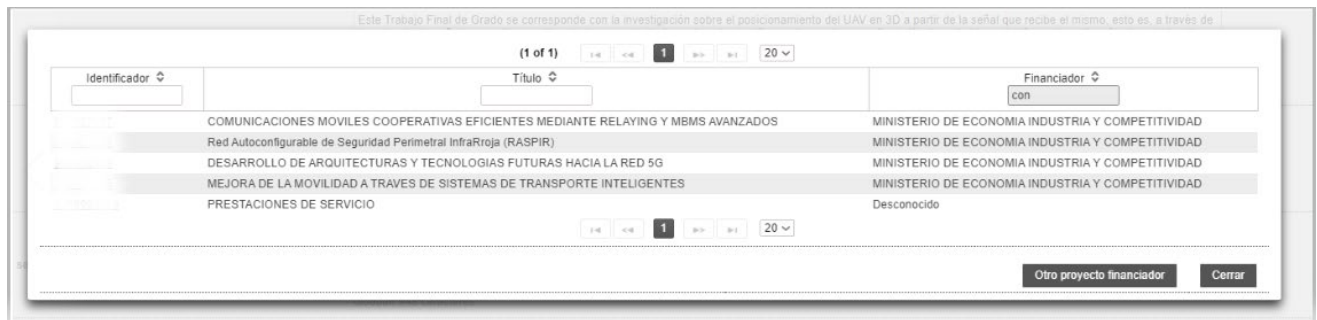 Este Trabajo Final de Grado se corresponde con la investigación sobre el posicionamiento del UAV en 3D a partir de la señal que recibe el mismo, esto es, a través de
(1 of 1) 1 20
Identificador Título Financiador
con
COMUNICACIONES MOVILES COOPERATIVAS EFICIENTES MEDIANTE RELAYING Y MBMS AVANZADOS MINISTERIO DE ECONOMIA INDUSTRIA Y COMPETITIVIDAD
Red Autoconfigurable de Seguridad Perimetral InfraRroja (RASPIR) MINISTERIO DE ECONOMIA INDUSTRIA Y COMPETITIVIDAD
DESARROLLO DE ARQUITECTURAS Y TECNOLOGIAS FUTURAS HACIA LA RED 5G MINISTERIO DE ECONOMIA INDUSTRIA Y COMPETITIVIDAD
MEJORA DE LA MOVILIDAD A TRAVES DE SISTEMAS DE TRANSPORTE INTELIGENTES MINISTERIO DE ECONOMIA INDUSTRIA Y COMPETITIVIDAD
PRESTACIONES DE SERVICIO Desconocido
1 20
Otro proyecto financiador Cerrar